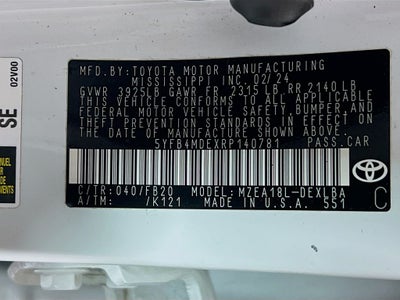 02V00
SE
MFD.BY:TOYOTA MOTOR MANUFACTURING
MISSISSIPPI INC. 02/24
GVWR 3925LB GAWR FR 2315LB RR 2140LB
THIS VEHICLE CONFORMS TO ALL APPLICABLE
FEDERAL MOTOR VEHICLE SAFETY, BUMPER, AND
THEFT PREVENTION STANDARDS IN EFFECT ON
THE DATE OF MANUFACTURE SHOWN ABOVE.
5YFB4MDEXRP140781 PASS.CAR
TOYOTA
C/TR: 040/FB20 MODEL: MZEA18L-DEXLBA
A/TM: /K121 MADE IN U.S.A. 551 C